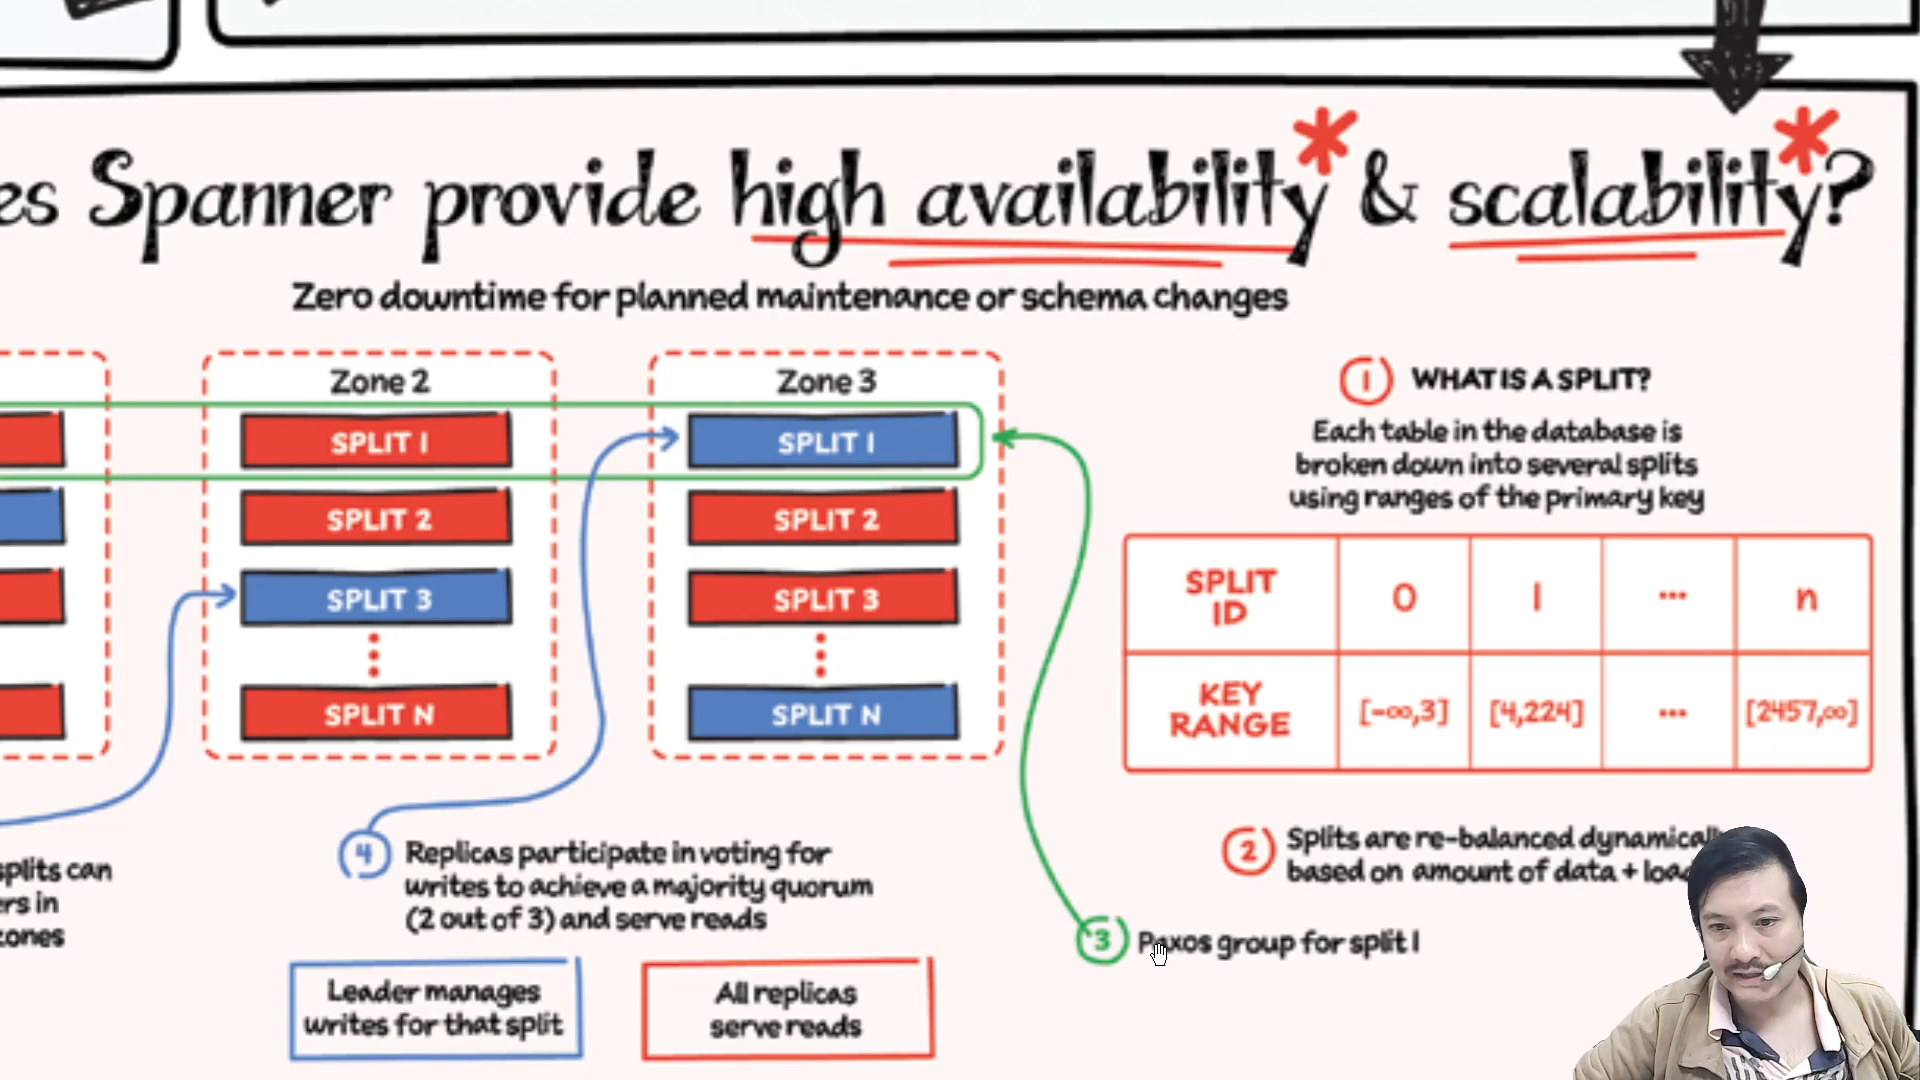 es Spanner provide high availability* & scalability*?
Zero downtime for planned maintenance or schema changes
Zone 2
SPLIT 1
SPLIT 2
SPLIT 3
SPLIT N
Zone 3
SPLIT 1
SPLIT 2
SPLIT 3
SPLIT N
1 WHAT IS A SPLIT?
Each table in the database is
broken down into several splits
using ranges of the primary key
SPLIT ID 0 1 ... n
KEY RANGE [-∞,3] [4,224] ... [2457,∞]
2 Splits are re-balanced
based on amount of data +
3 Paxos group for split 1
splits can
ers in
zones
4 Replicas participate in voting for
writes to achieve a majority quorum
(2 out of 3) and serve reads
Leader manages
writes for that split
All replicas
serve reads